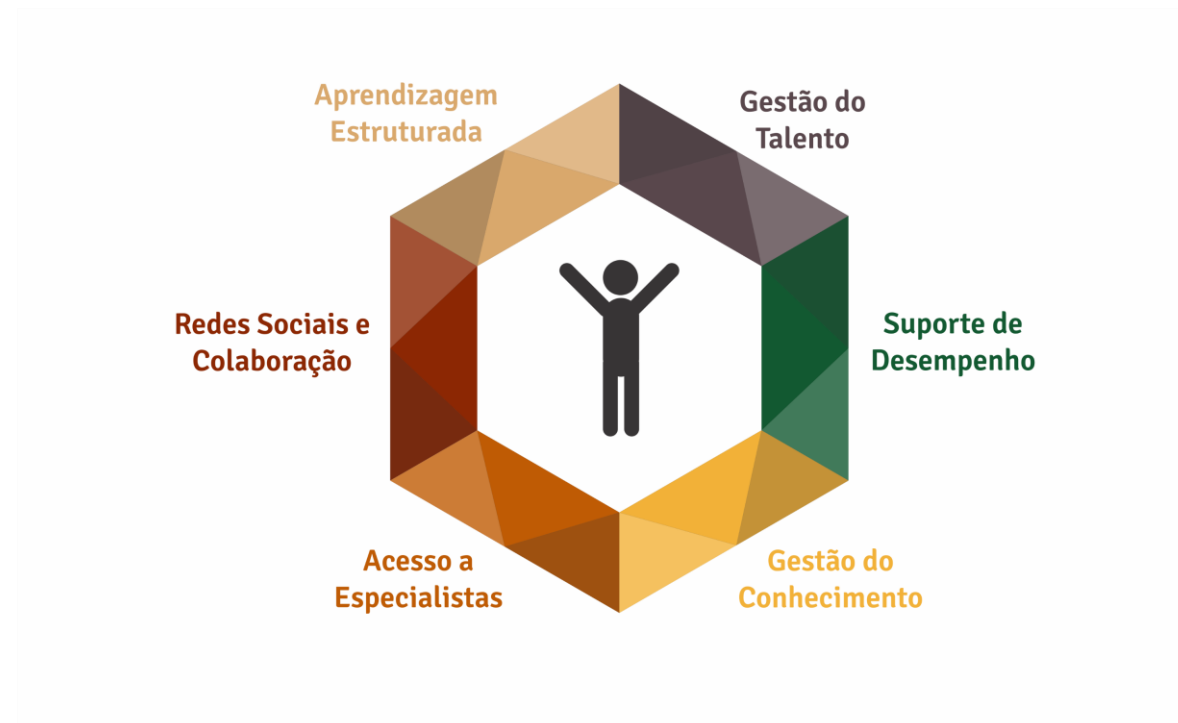 Aprendizagem
Estruturada
Gestão do
Talento
Redes Sociais e
Colaboração
Suporte de
Desempenho
Acesso a
Especialistas
Gestão do
Conhecimento